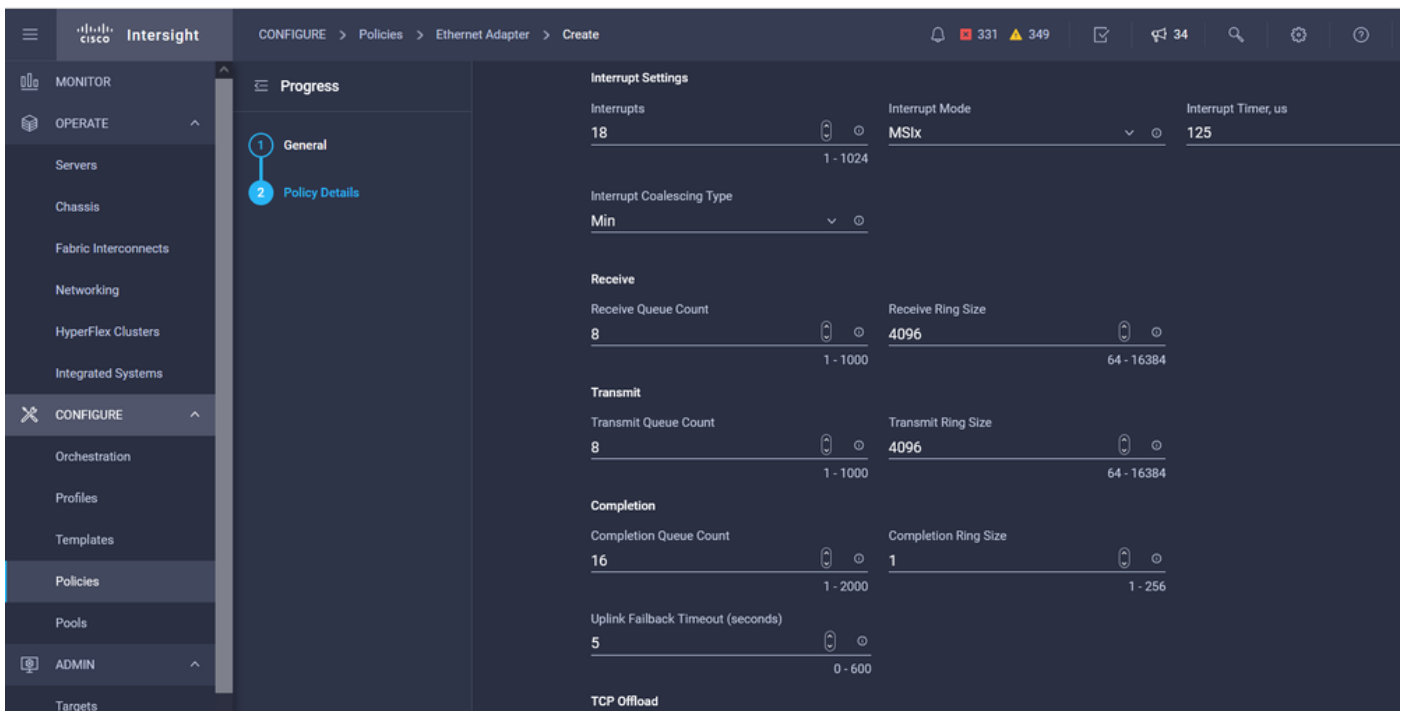 cisco Intersight
CONFIGURE > Policies > Ethernet Adapter > Create
331 349 34
MONITOR
OPERATE
Servers
Chassis
Fabric Interconnects
Networking
HyperFlex Clusters
Integrated Systems
CONFIGURE
Orchestration
Profiles
Templates
Policies
Pools
ADMIN
Targets
Progress
1 General
2 Policy Details
Interrupt Settings
Interrupts Interrupt Mode Interrupt Timer, us
18 MSIx 125
1 - 1024
Interrupt Coalescing Type
Min
Receive
Receive Queue Count Receive Ring Size
8 4096
1 - 1000 64 - 16384
Transmit
Transmit Queue Count Transmit Ring Size
8 4096
1 - 1000 64 - 16384
Completion
Completion Queue Count Completion Ring Size
16 1
1 - 2000 1 - 256
Uplink Failback Timeout (seconds)
5
0 - 600
TCP Offload